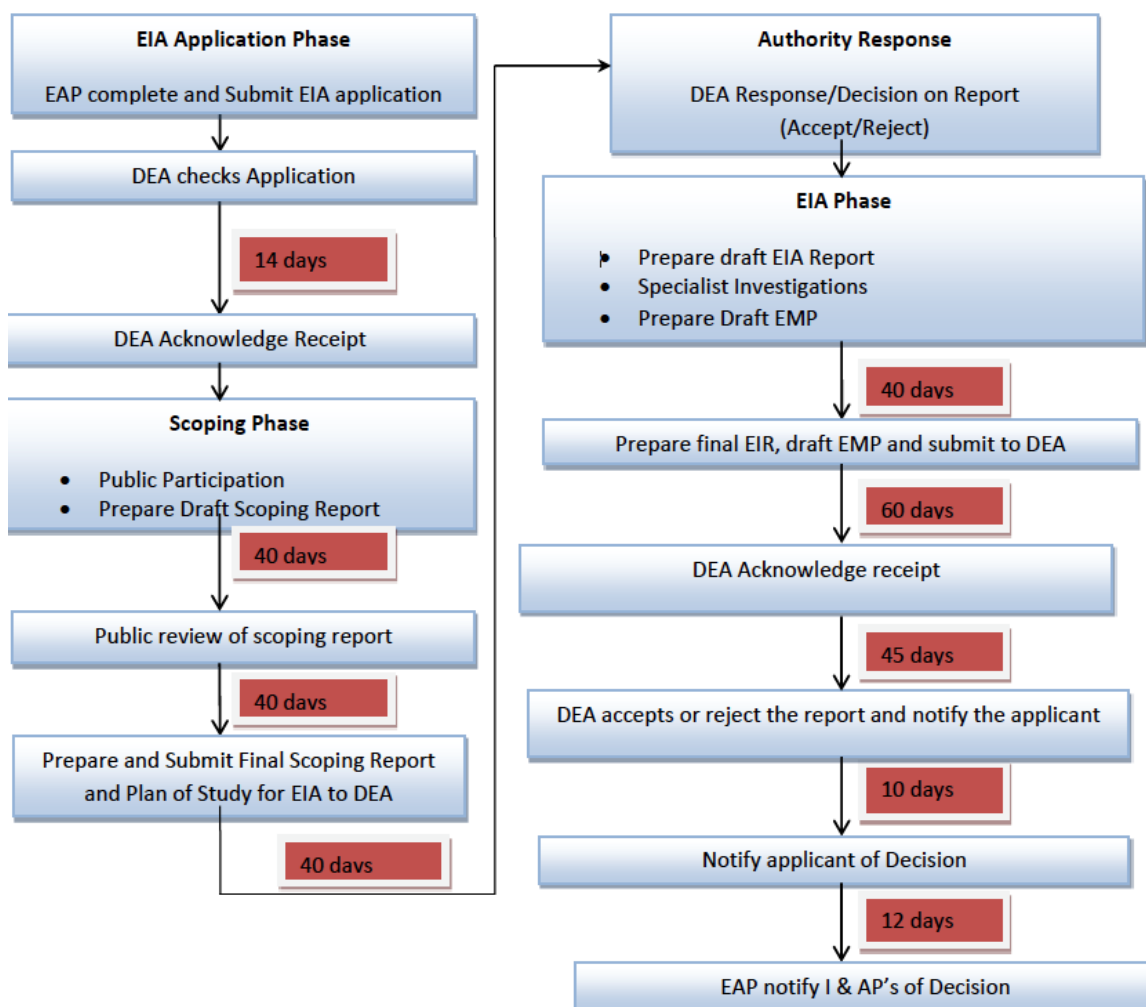 EIA Application Phase
EAP complete and Submit EIA application
DEA checks Application
14 days
DEA Acknowledge Receipt
Scoping Phase
• Public Participation
• Prepare Draft Scoping Report
40 days
Public review of scoping report
40 days
Prepare and Submit Final Scoping Report
and Plan of Study for EIA to DEA
40 days
Authority Response
DEA Response/Decision on Report
(Accept/Reject)
EIA Phase
• Prepare draft EIA Report
• Specialist Investigations
• Prepare Draft EMP
40 days
Prepare final EIR, draft EMP and submit to DEA
60 days
DEA Acknowledge receipt
45 days
DEA accepts or reject the report and notify the applicant
10 days
Notify applicant of Decision
12 days
EAP notify I & AP’s of Decision